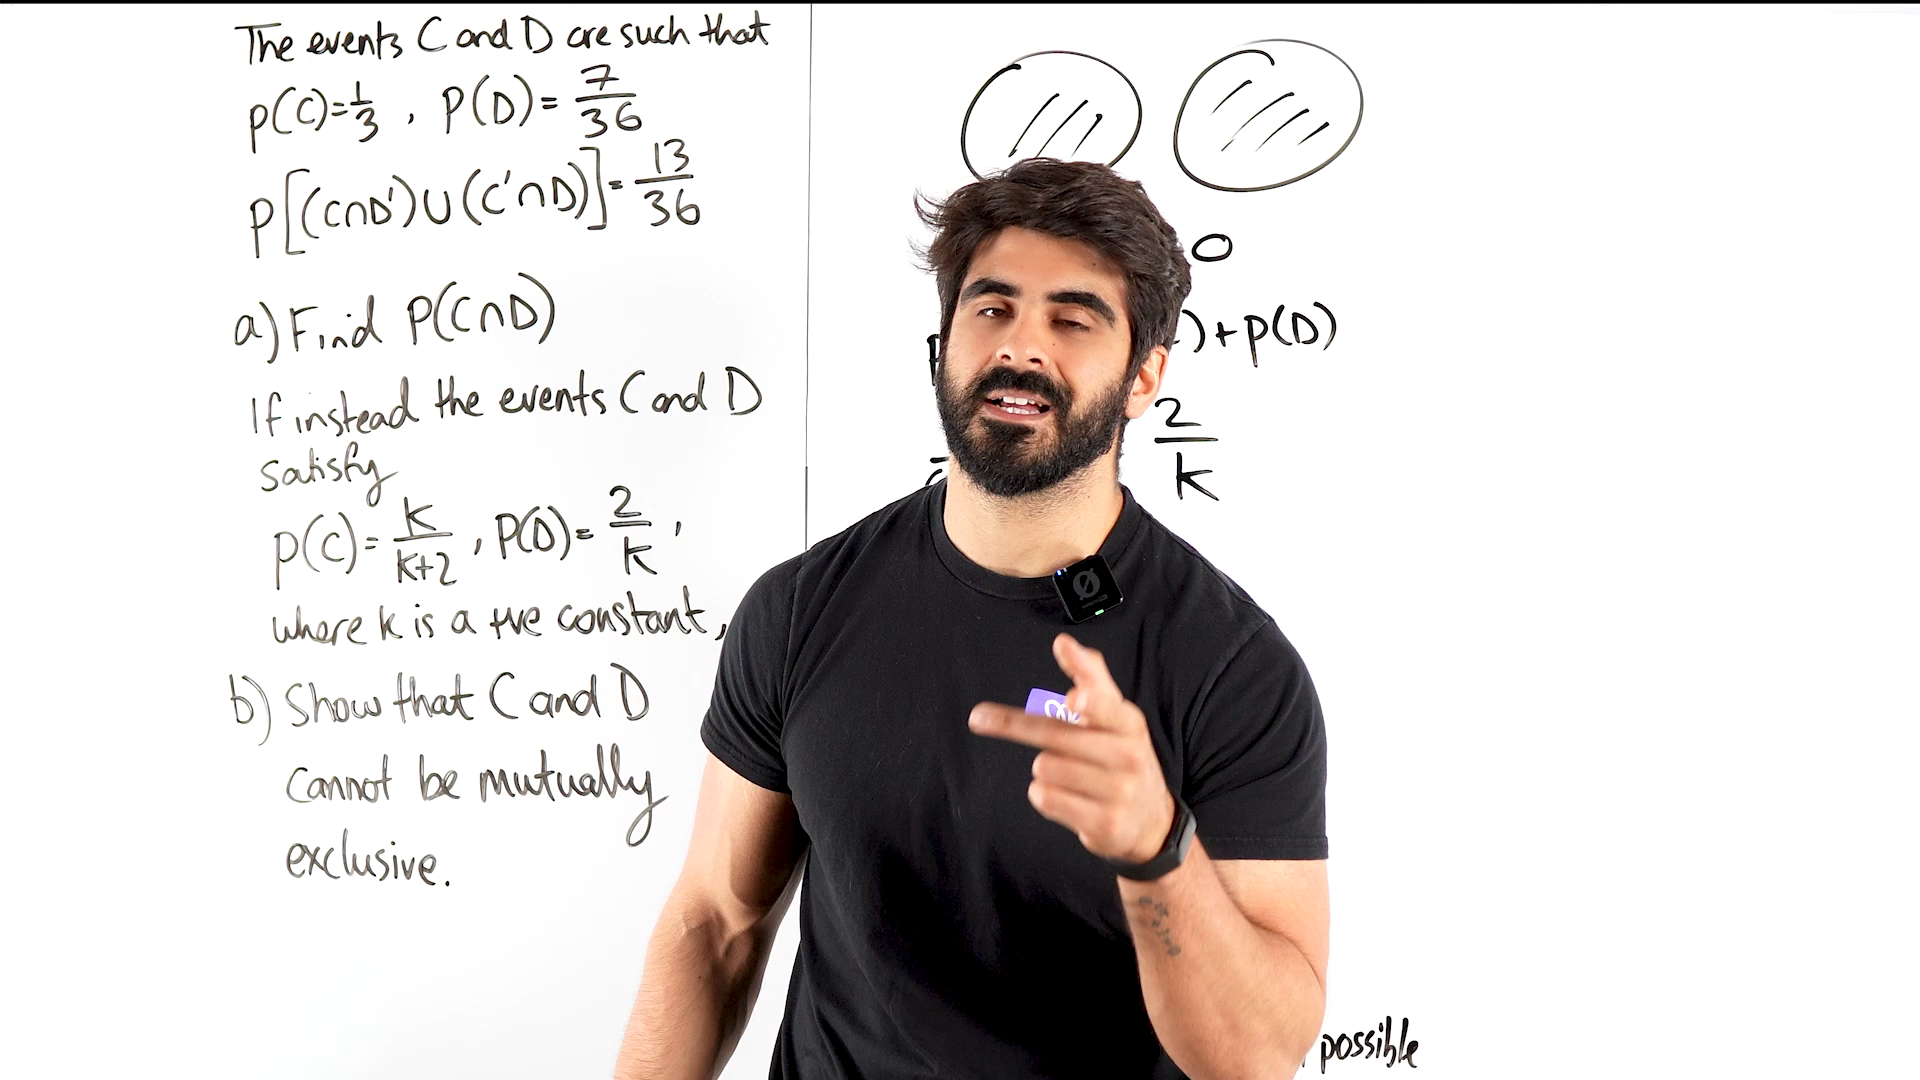 The events C and D are such that
P(C)=1/3, P(D)=7/36
P[(C∩D')∪(C'∩D)]=13/36
a) Find P(C∩D)
If instead the events C and D
satisfy
P(C)=k/k+2, P(D)=2/k,
where k is a +ve constant,
b) Show that C and D
cannot be mutually
exclusive.
0
)+P(D)
2/k
possible